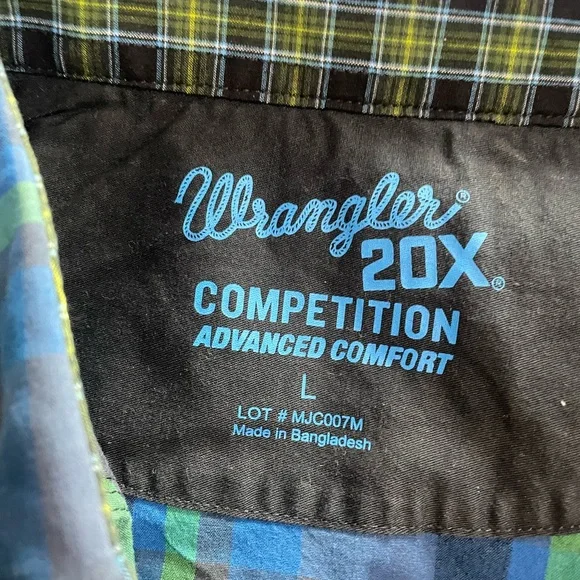 Wrangler®
20X®
COMPETITION
ADVANCED COMFORT
L
LOT # MJC007M
Made in Bangladesh